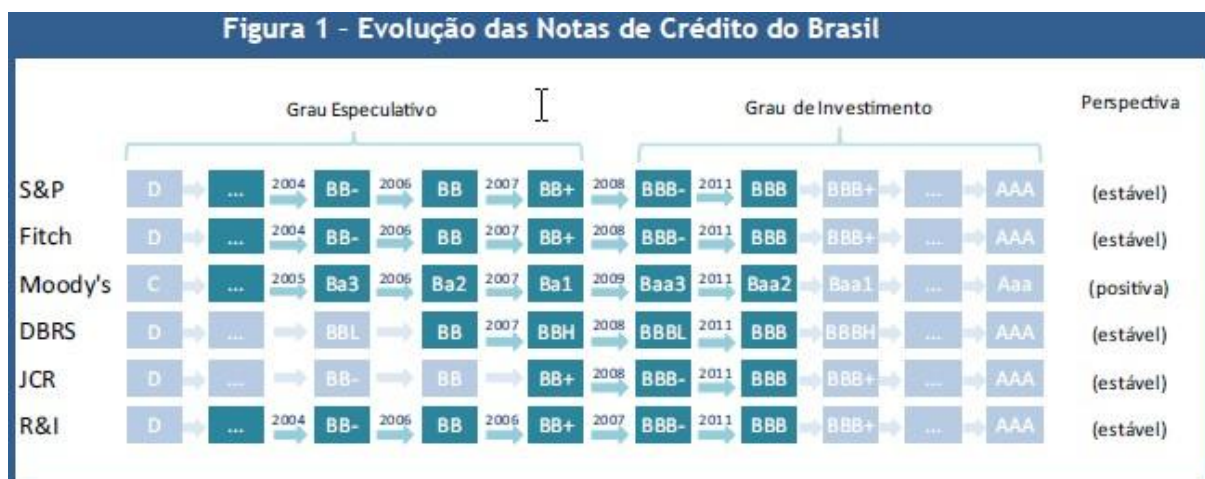 Figura 1 - Evolução das Notas de Crédito do Brasil
Grau Especulativo Grau de Investimento Perspectiva
S&P D ... 2004 BB- 2006 BB 2007 BB+ 2008 BBB- 2011 BBB BBB+ ... AAA (estável)
Fitch D ... 2004 BB- 2006 BB 2007 BB+ 2008 BBB- 2011 BBB BBB+ ... AAA (estável)
Moody's C ... 2005 Ba3 2006 Ba2 2007 Ba1 2009 Baa3 2011 Baa2 Baa1 ... Aaa (positiva)
DBRS D ... BBL BB 2007 BBH 2008 BBBL 2011 BBB BBBH ... AAA (estável)
JCR D ... BB- BB BB+ 2008 BBB- 2011 BBB BBB+ ... AAA (estável)
R&I D ... 2004 BB- 2006 BB 2006 BB+ 2007 BBB- 2011 BBB BBB+ ... AAA (estável)